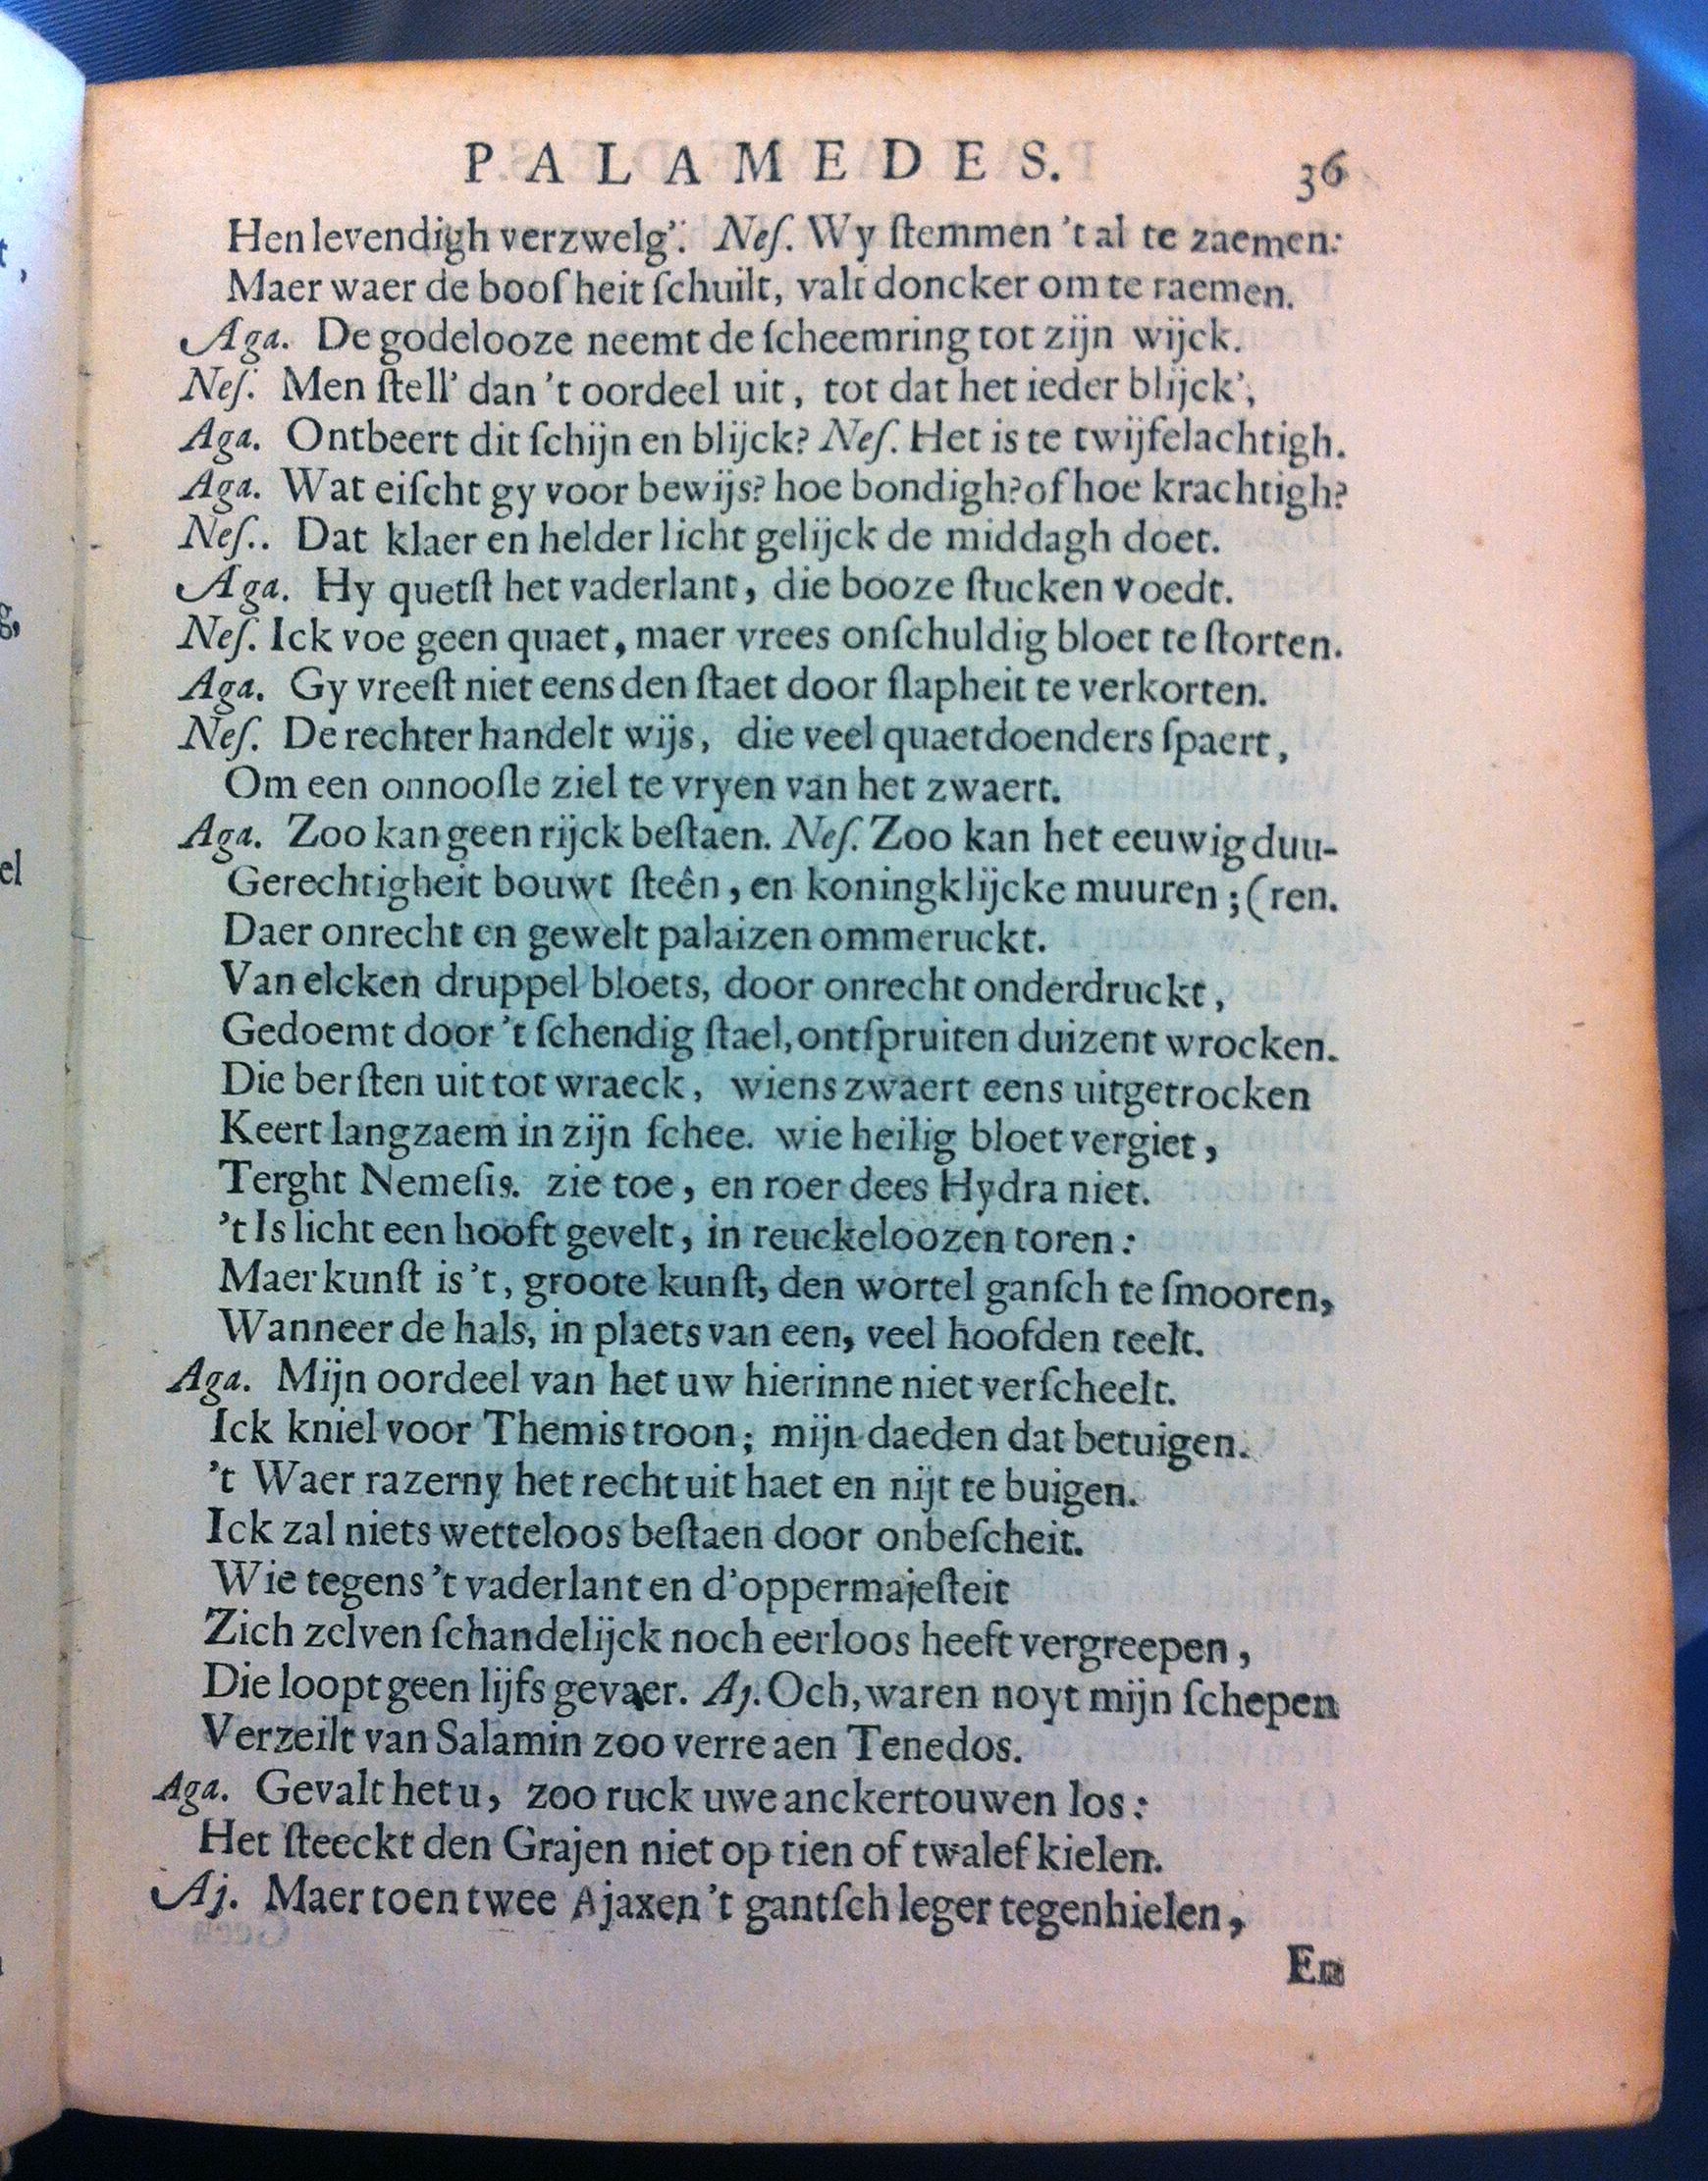 PALAMEDES. 36
Hen levendigh verzwelg'. Neſ. Wy ſtemmen 't al te zaemen:
Maer waer de booſheit ſchuilt, valt doncker om te raemen.
Aga. De godelooze neemt de ſcheemring tot zijn wijck.
Neſ. Men ſtell' dan 't oordeel uit, tot dat het ieder blijck',
Aga. Ontbeert dit ſchijn en blijck? Neſ. Het is te twijfelachtigh.
Aga. Wat eiſcht gy voor bewijs? hoe bondigh? of hoe krachtigh?
Neſ.. Dat klaer en helder licht gelijck de middagh doet.
Aga. Hy quetſt het vaderlant, die booze ſtucken voedt.
Neſ. Ick voe geen quaet, maer vrees onſchuldig bloet te ſtorten.
Aga. Gy vreeſt niet eens den ſtaet door ſlapheit te verkorten.
Neſ. De rechter handelt wijs, die veel quaetdoenders ſpaert,
Om een onnooſle ziel te vryen van het zwaert.
Aga. Zoo kan geen rijck beſtaen. Neſ. Zoo kan het eeuwig duu-
Gerechtigheit bouwt ſteên, en koningklijcke muuren; (ren.
Daer onrecht en gewelt palaizen ommeruckt.
Van elcken druppel bloets, door onrecht onderdruckt,
Gedoemt door 't ſchendig ſtael, ontſpruiten duizent wrocken.
Die berſten uit tot wraeck, wiens zwaert eens uitgetrocken
Keert langzaem in zijn ſchee. wie heilig bloet vergiet,
Terght Nemeſis. zie toe, en roer dees Hydra niet.
't Is licht een hooft gevelt, in reuckeloozen toren:
Maer kunſt is 't, groote kunſt, den wortel ganſch te ſmooren,
Wanneer de hals, in plaets van een, veel hoofden teelt.
Aga. Mijn oordeel van het uw hierinne niet verſcheelt.
Ick kniel voor Themis troon; mijn daeden dat betuigen.
't Waer razerny het recht uit haet en nijt te buigen.
Ick zal niets wetteloos beſtaen door onbeſcheit.
Wie tegens 't vaderlant en d'oppermajeſteit
Zich zelven ſchandelijck noch eerloos heeft vergreepen,
Die loopt geen lijfs gevaer. Aj. Och, waren noyt mijn ſchepen
Verzeilt van Salamin zoo verre aen Tenedos.
Aga. Gevalt het u, zoo ruck uwe anckertouwen los:
Het ſteeckt den Grajen niet op tien of twalef kielen.
Aj. Maer toen twee Ajaxen 't gantſch leger tegenhielen,
En